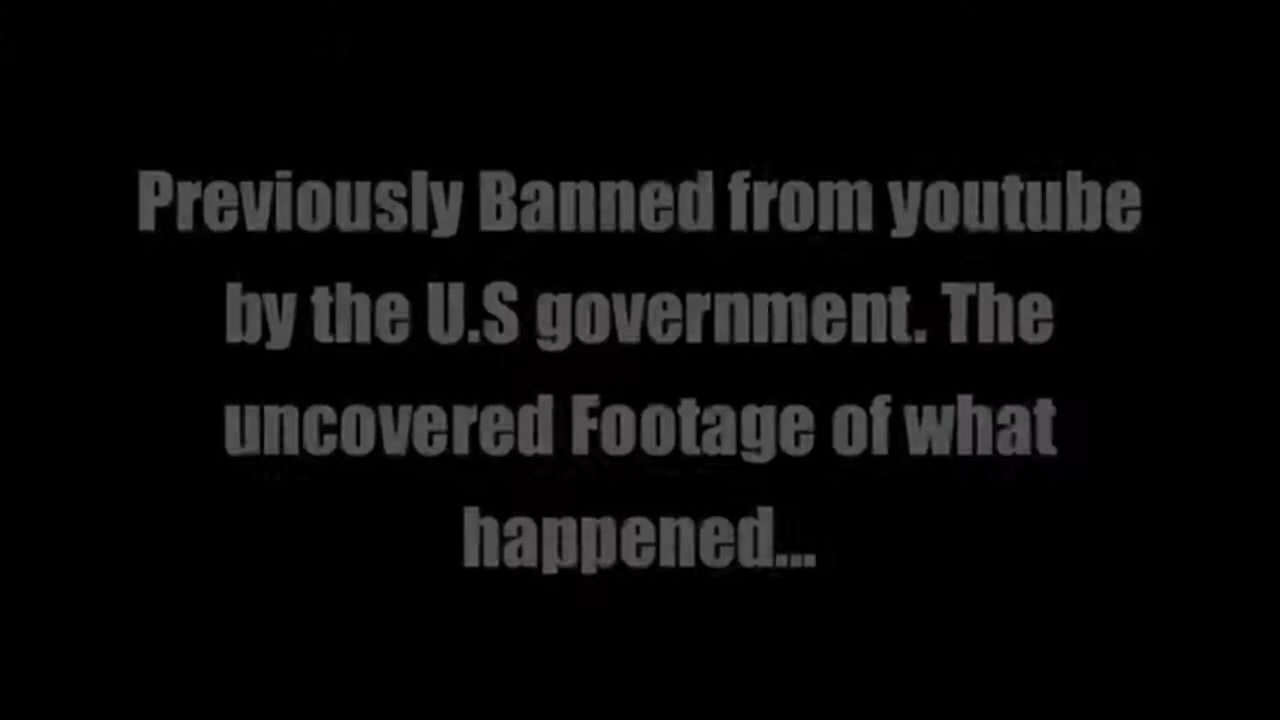 Previously Banned from youtube
by the U.S government. The
uncovered Footage of what
happened...